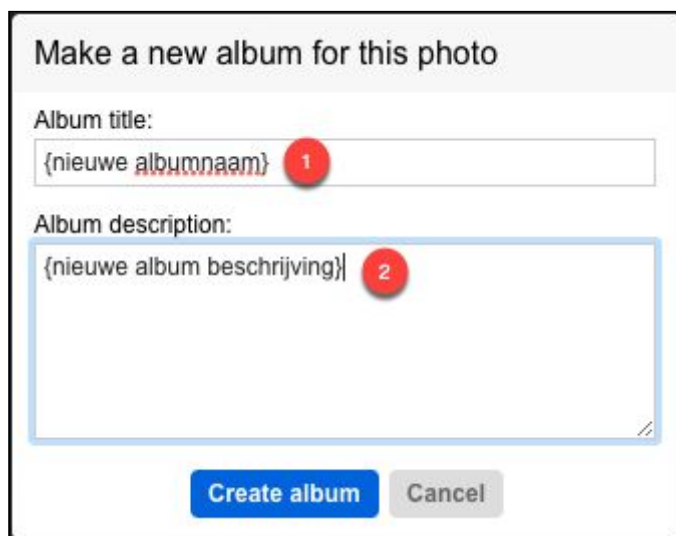 Make a new album for this photo
Album title:
{nieuwe albumnaam} 1
Album description:
{nieuwe album beschrijving} 2
Create album Cancel